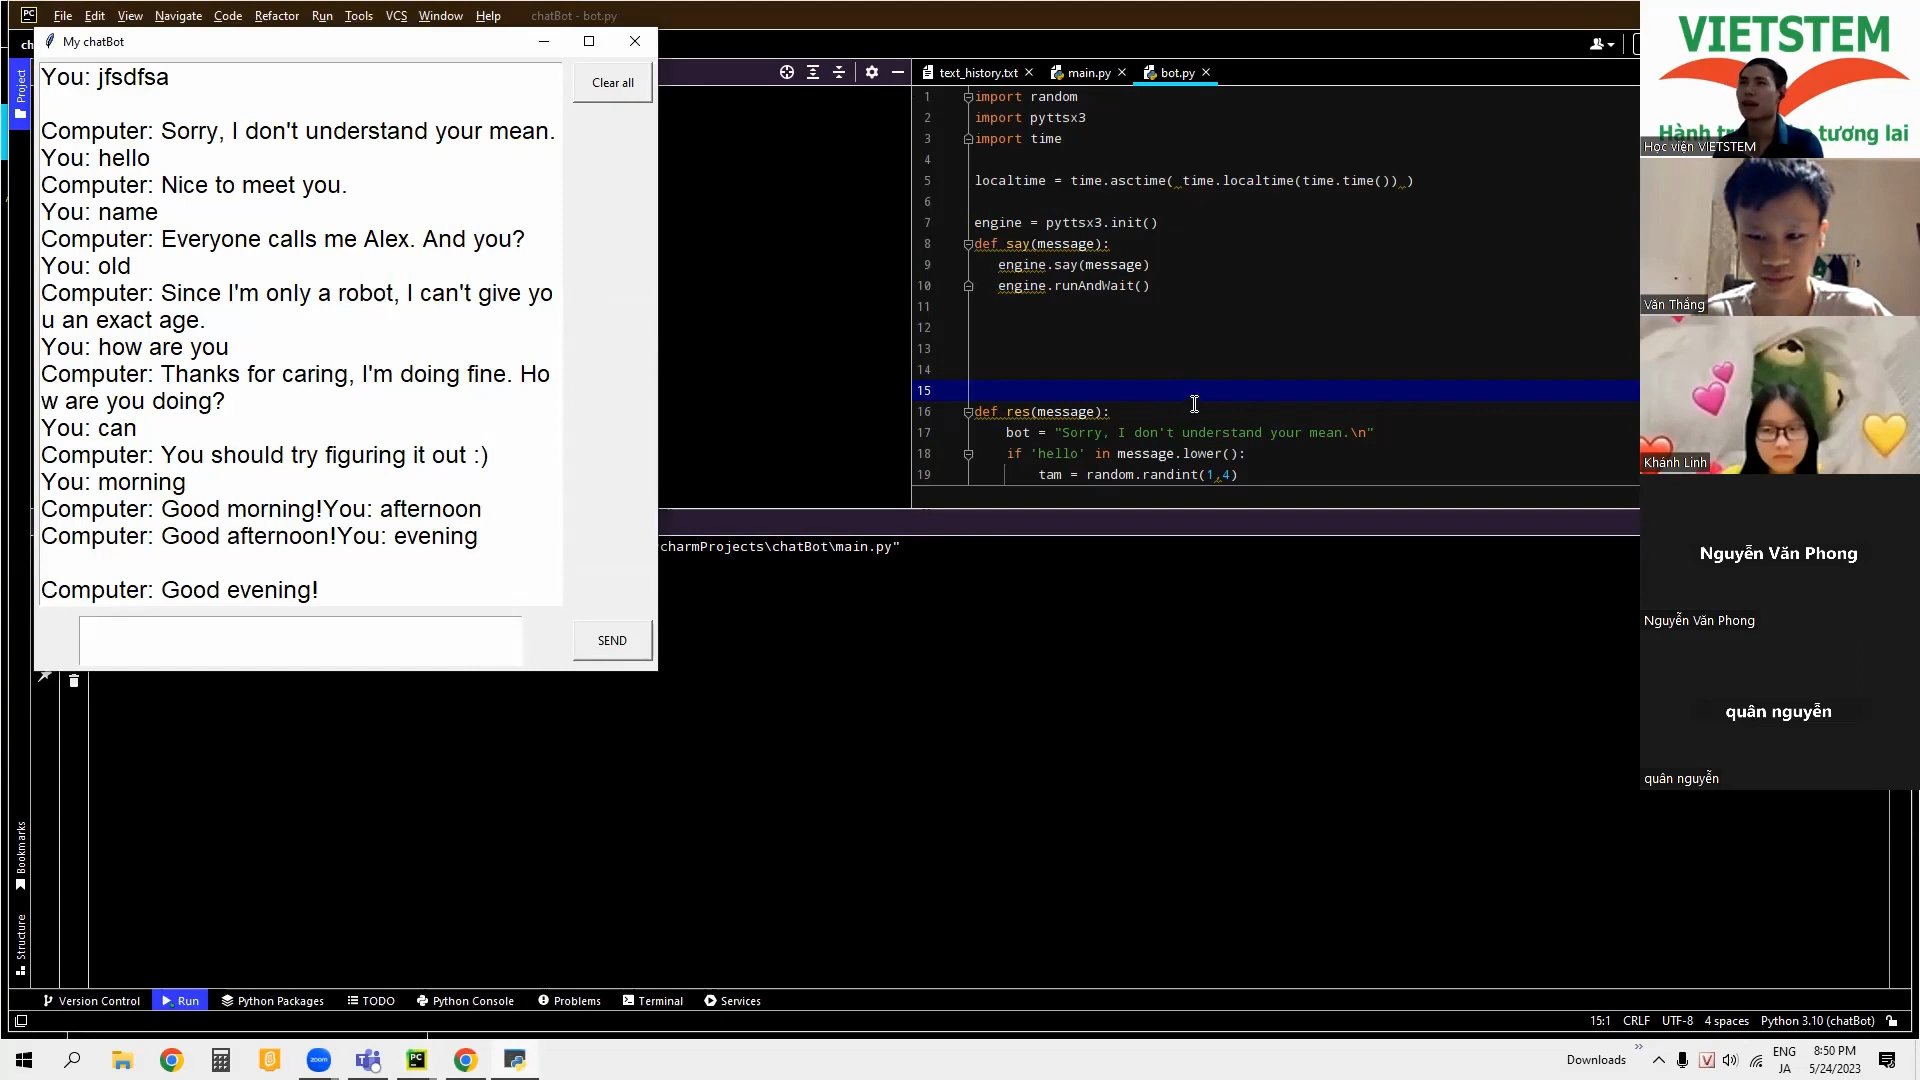 PC File Edit View Navigate Code Refactor Run Tools VCS Window Help chatBot - bot.py
My chatBot
You: jfsdfsa
Clear all
Computer: Sorry, I don't understand your mean.
You: hello
Computer: Nice to meet you.
You: name
Computer: Everyone calls me Alex. And you?
You: old
Computer: Since I'm only a robot, I can't give yo
u an exact age.
You: how are you
Computer: Thanks for caring, I'm doing fine. Ho
w are you doing?
You: can
Computer: You should try figuring it out :)
You: morning
Computer: Good morning!You: afternoon
Computer: Good afternoon!You: evening
Computer: Good evening!
SEND
ch
Project
text_history.txt main.py bot.py
1 import random
2 import pyttsx3
3 import time
4
5 localtime = time.asctime( time.localtime(time.time()) )
6
7 engine = pyttsx3.init()
8 def say(message):
9 engine.say(message)
10 engine.runAndWait()
11
12
13
14
15
16 def res(message):
17 bot = "Sorry, I don't understand your mean.\n"
18 if 'hello' in message.lower():
19 tam = random.randint(1,4)
charmProjects\chatBot\main.py"
VIETSTEM
tương lai
Học viện VIETSTEM
Văn Thắng
Khánh Linh
Nguyễn Văn Phong
Nguyễn Văn Phong
quân nguyễn
quân nguyễn
Bookmarks
Structure
Version Control Run Python Packages TODO Python Console Problems Terminal Services
15:1 CRLF UTF-8 4 spaces Python 3.10 (chatBot)
zoom
PC
Downloads
V
ENG
JA
8:50 PM
5/24/2023